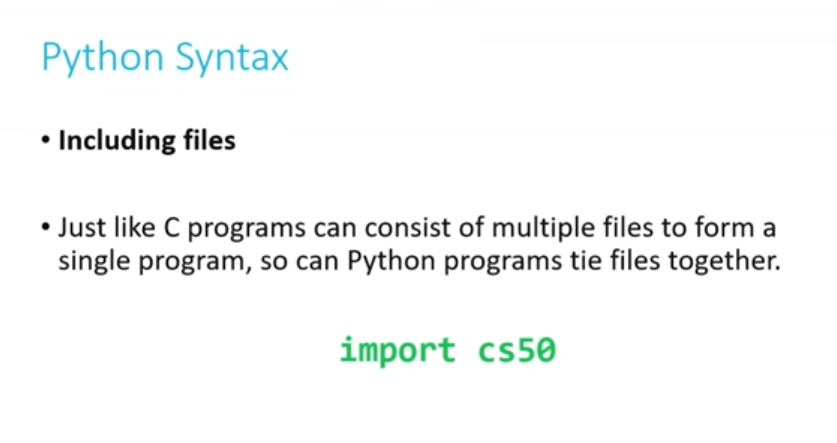 Python Syntax
• Including files
• Just like C programs can consist of multiple files to form a
single program, so can Python programs tie files together.
import cs50